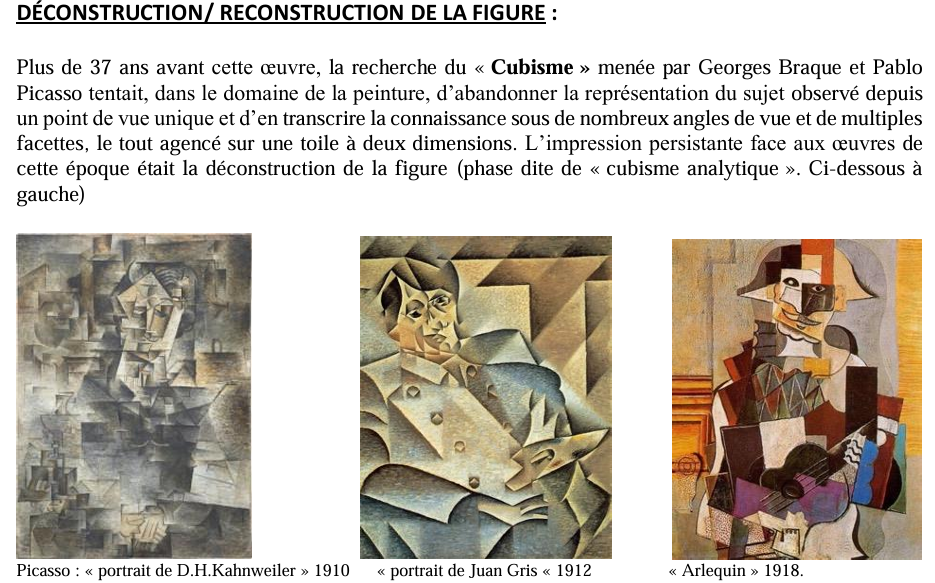 DÉCONSTRUCTION/ RECONSTRUCTION DE LA FIGURE :
Plus de 37 ans avant cette œuvre, la recherche du « Cubisme » menée par Georges Braque et Pablo
Picasso tentait, dans le domaine de la peinture, d’abandonner la représentation du sujet observé depuis
un point de vue unique et d’en transcrire la connaissance sous de nombreux angles de vue et de multiples
facettes, le tout agencé sur une toile à deux dimensions. L’impression persistante face aux œuvres de
cette époque était la déconstruction de la figure (phase dite de « cubisme analytique ». Ci-dessous à
gauche)
Picasso : « portrait de D.H.Kahnweiler » 1910 « portrait de Juan Gris « 1912 « Arlequin » 1918.